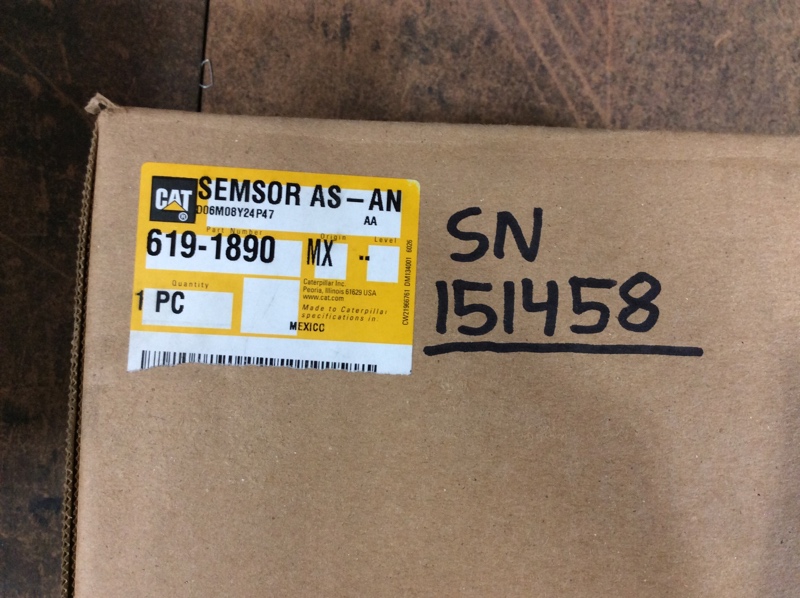 CAT ®
SEMSOR AS-AN
D06M08Y24P47
AA
Part Number
Origin
Level
619-1890
MX
--
Quantity
1 PC
Caterpillar Inc.
Peoria, Illinois 61629 USA
www.cat.com
Made to Caterpillar
specifications in
MEXICC
SN
151458